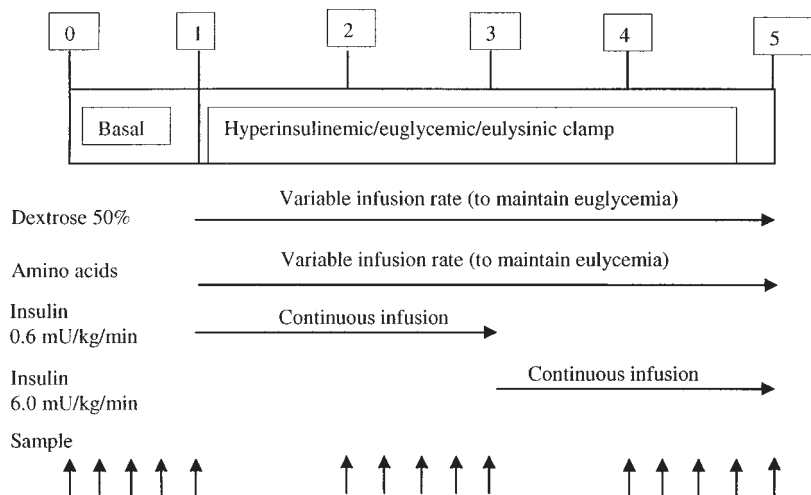 0 1 2 3 4 5
Basal Hyperinsulinemic/euglycemic/eulysinic clamp
Variable infusion rate (to maintain euglycemia)
Dextrose 50%
Variable infusion rate (to maintain eulycemia)
Amino acids
Insulin
0.6 mU/kg/min
Continuous infusion
Insulin
6.0 mU/kg/min
Continuous infusion
Sample